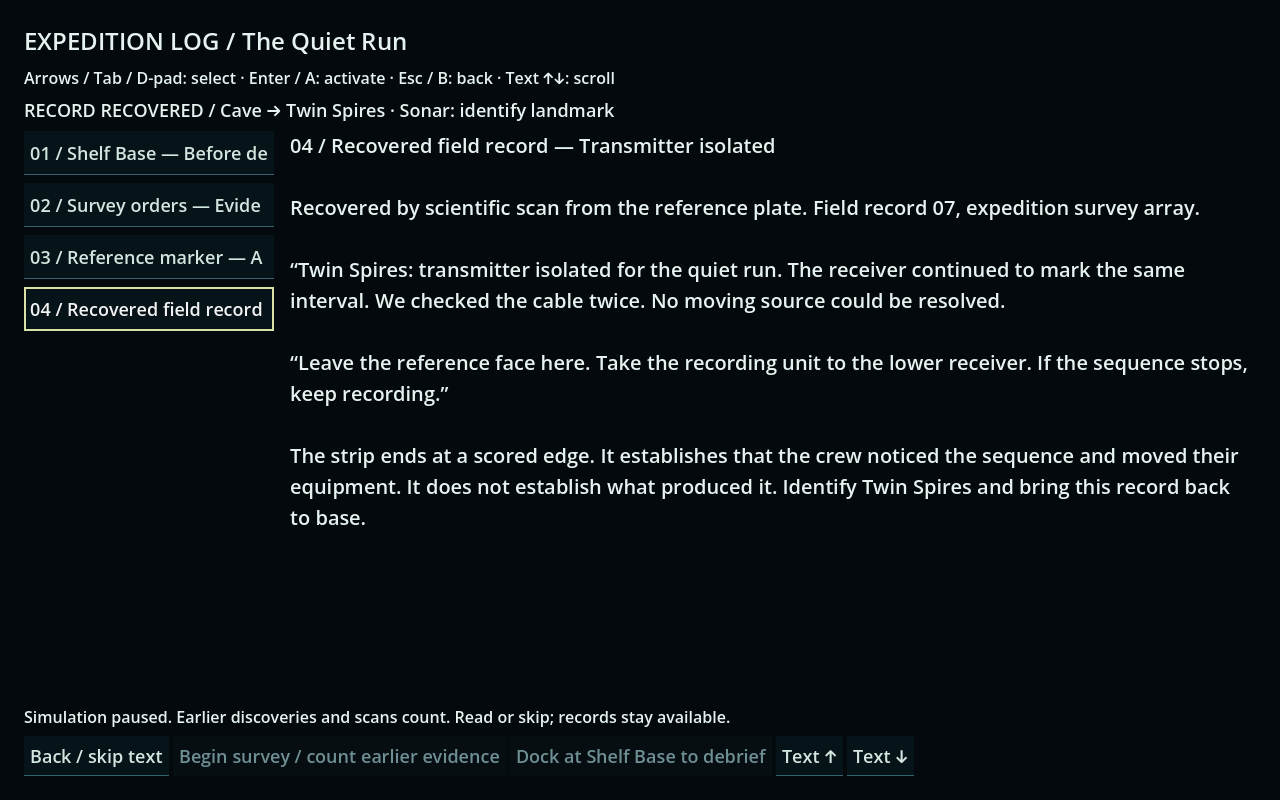 EXPEDITION LOG / The Quiet Run
Arrows / Tab / D-pad: select · Enter / A: activate · Esc / B: back · Text ↑↓: scroll
RECORD RECOVERED / Cave → Twin Spires · Sonar: identify landmark
01 / Shelf Base — Before de
02 / Survey orders — Evide
03 / Reference marker — A
04 / Recovered field record
04 / Recovered field record — Transmitter isolated
Recovered by scientific scan from the reference plate. Field record 07, expedition survey array.
“Twin Spires: transmitter isolated for the quiet run. The receiver continued to mark the same
interval. We checked the cable twice. No moving source could be resolved.
“Leave the reference face here. Take the recording unit to the lower receiver. If the sequence stops,
keep recording.”
The strip ends at a scored edge. It establishes that the crew noticed the sequence and moved their
equipment. It does not establish what produced it. Identify Twin Spires and bring this record back
to base.
Simulation paused. Earlier discoveries and scans count. Read or skip; records stay available.
Back / skip text
Begin survey / count earlier evidence
Dock at Shelf Base to debrief
Text ↑
Text ↓